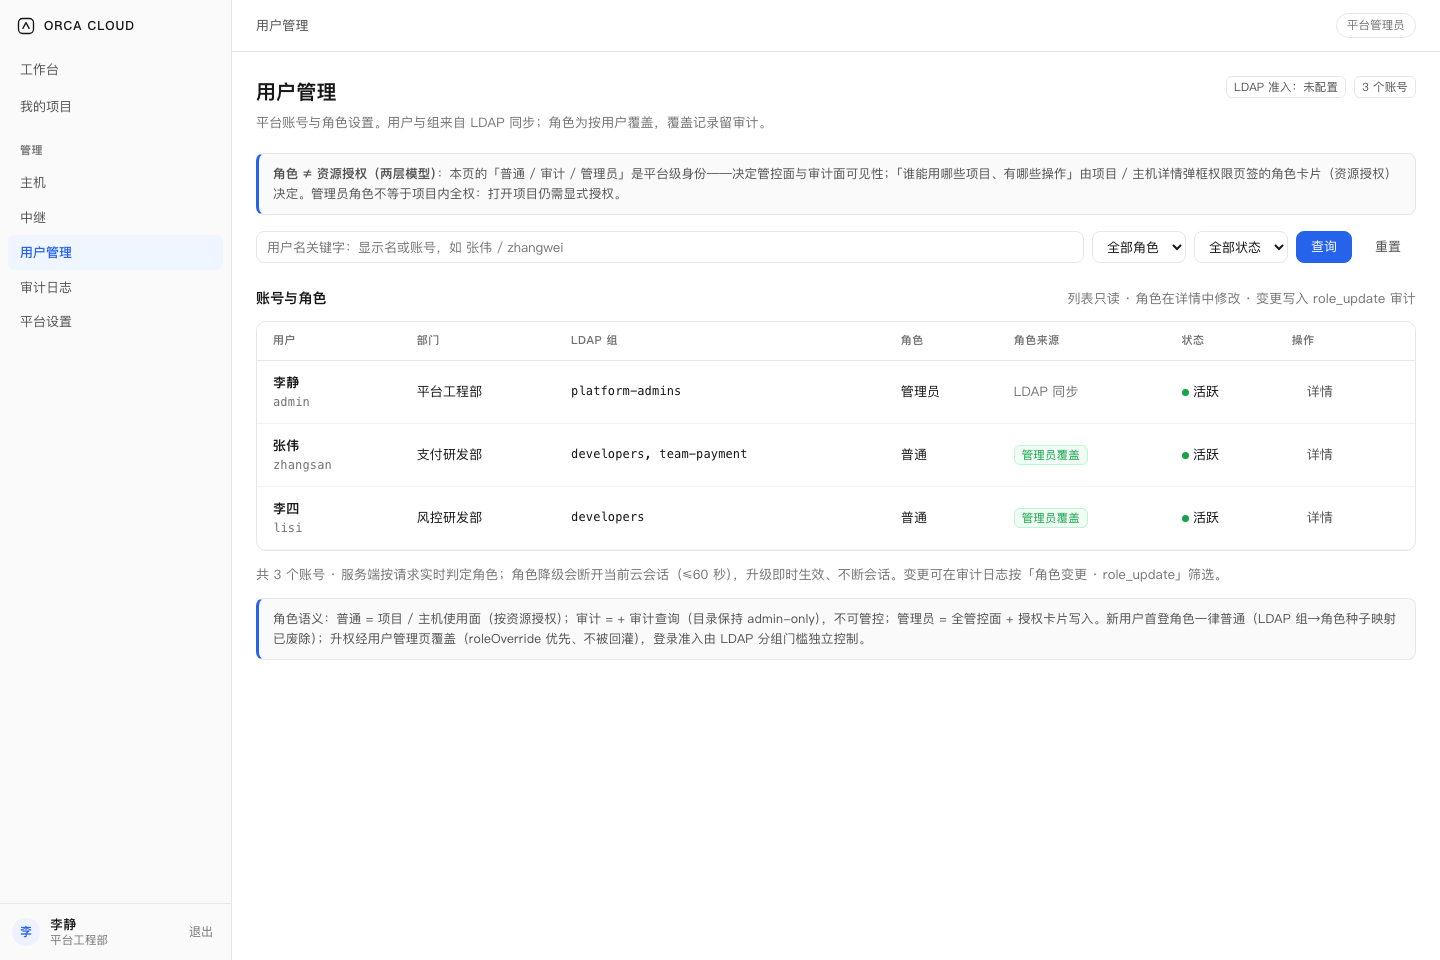 ORCA CLOUD
工作台
我的项目
管理
主机
中继
用户管理
审计日志
平台设置
李
李静
平台工程部
退出
用户管理
平台管理员
用户管理
LDAP 准入：未配置
3 个账号
平台账号与角色设置。用户与组来自 LDAP 同步；角色为按用户覆盖，覆盖记录留审计。
角色 ≠ 资源授权（两层模型）：本页的「普通 / 审计 / 管理员」是平台级身份——决定管控面与审计面可见性；「谁能用哪些项目、有哪些操作」由项目 / 主机详情弹框权限页签的角色卡片（资源授权）
决定。管理员角色不等于项目内全权：打开项目仍需显式授权。
用户名关键字：显示名或账号，如 张伟 / zhangwei
全部角色
全部状态
查询
重置
账号与角色
列表只读 · 角色在详情中修改 · 变更写入 role_update 审计
用户 部门 LDAP 组 角色 角色来源 状态 操作
李静
admin
平台工程部 platform-admins 管理员 LDAP 同步 活跃 详情
张伟
zhangsan
支付研发部 developers, team-payment 普通 管理员覆盖 活跃 详情
李四
lisi
风控研发部 developers 普通 管理员覆盖 活跃 详情
共 3 个账号 · 服务端按请求实时判定角色；角色降级会断开当前云会话（≤60 秒），升级即时生效、不断会话。变更可在审计日志按「角色变更 · role_update」筛选。
角色语义：普通 = 项目 / 主机使用面（按资源授权）；审计 = + 审计查询（目录保持 admin-only），不可管控；管理员 = 全管控面 + 授权卡片写入。新用户首登角色一律普通（LDAP 组→角色种子映射
已废除）；升权经用户管理页覆盖（roleOverride 优先、不被回灌），登录准入由 LDAP 分组门槛独立控制。